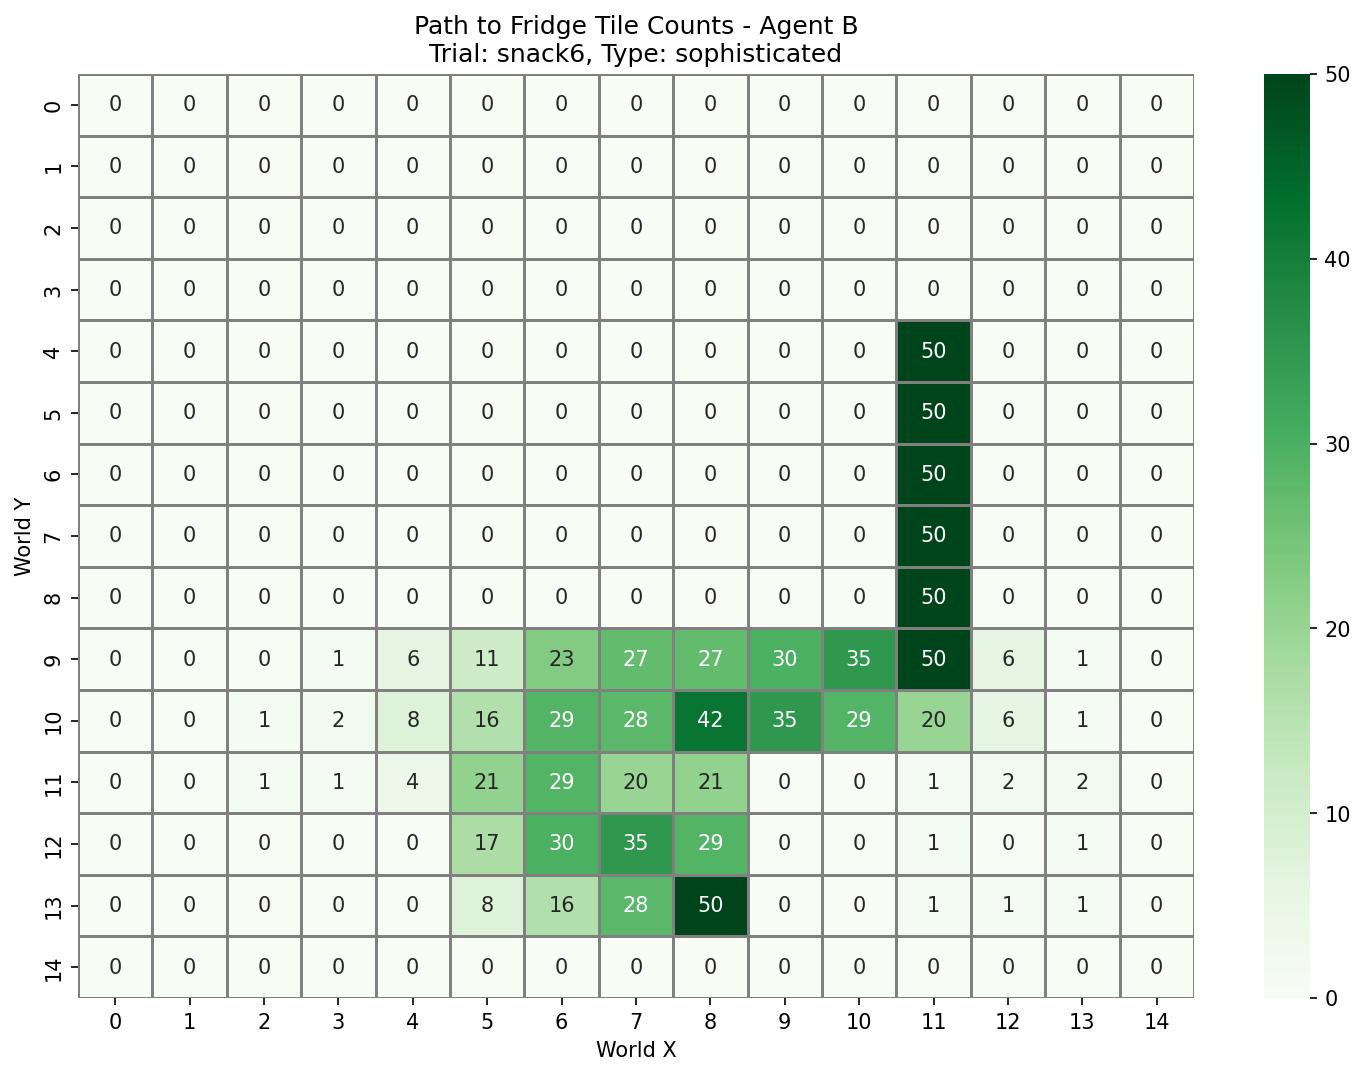 Path to Fridge Tile Counts - Agent B
Trial: snack6, Type: sophisticated
World Y
0 0 0 0 0 0 0 0 0 0 0 0 0 0 0 0
1 0 0 0 0 0 0 0 0 0 0 0 0 0 0 0
2 0 0 0 0 0 0 0 0 0 0 0 0 0 0 0
3 0 0 0 0 0 0 0 0 0 0 0 0 0 0 0
4 0 0 0 0 0 0 0 0 0 0 0 50 0 0 0
5 0 0 0 0 0 0 0 0 0 0 0 50 0 0 0
6 0 0 0 0 0 0 0 0 0 0 0 50 0 0 0
7 0 0 0 0 0 0 0 0 0 0 0 50 0 0 0
8 0 0 0 0 0 0 0 0 0 0 0 50 0 0 0
9 0 0 0 1 6 11 23 27 27 30 35 50 6 1 0
10 0 0 1 2 8 16 29 28 42 35 29 20 6 1 0
11 0 0 1 1 4 21 29 20 21 0 0 1 2 2 0
12 0 0 0 0 0 17 30 35 29 0 0 1 0 1 0
13 0 0 0 0 0 8 16 28 50 0 0 1 1 1 0
14 0 0 0 0 0 0 0 0 0 0 0 0 0 0 0
0 1 2 3 4 5 6 7 8 9 10 11 12 13 14
World X
50
40
30
20
10
0